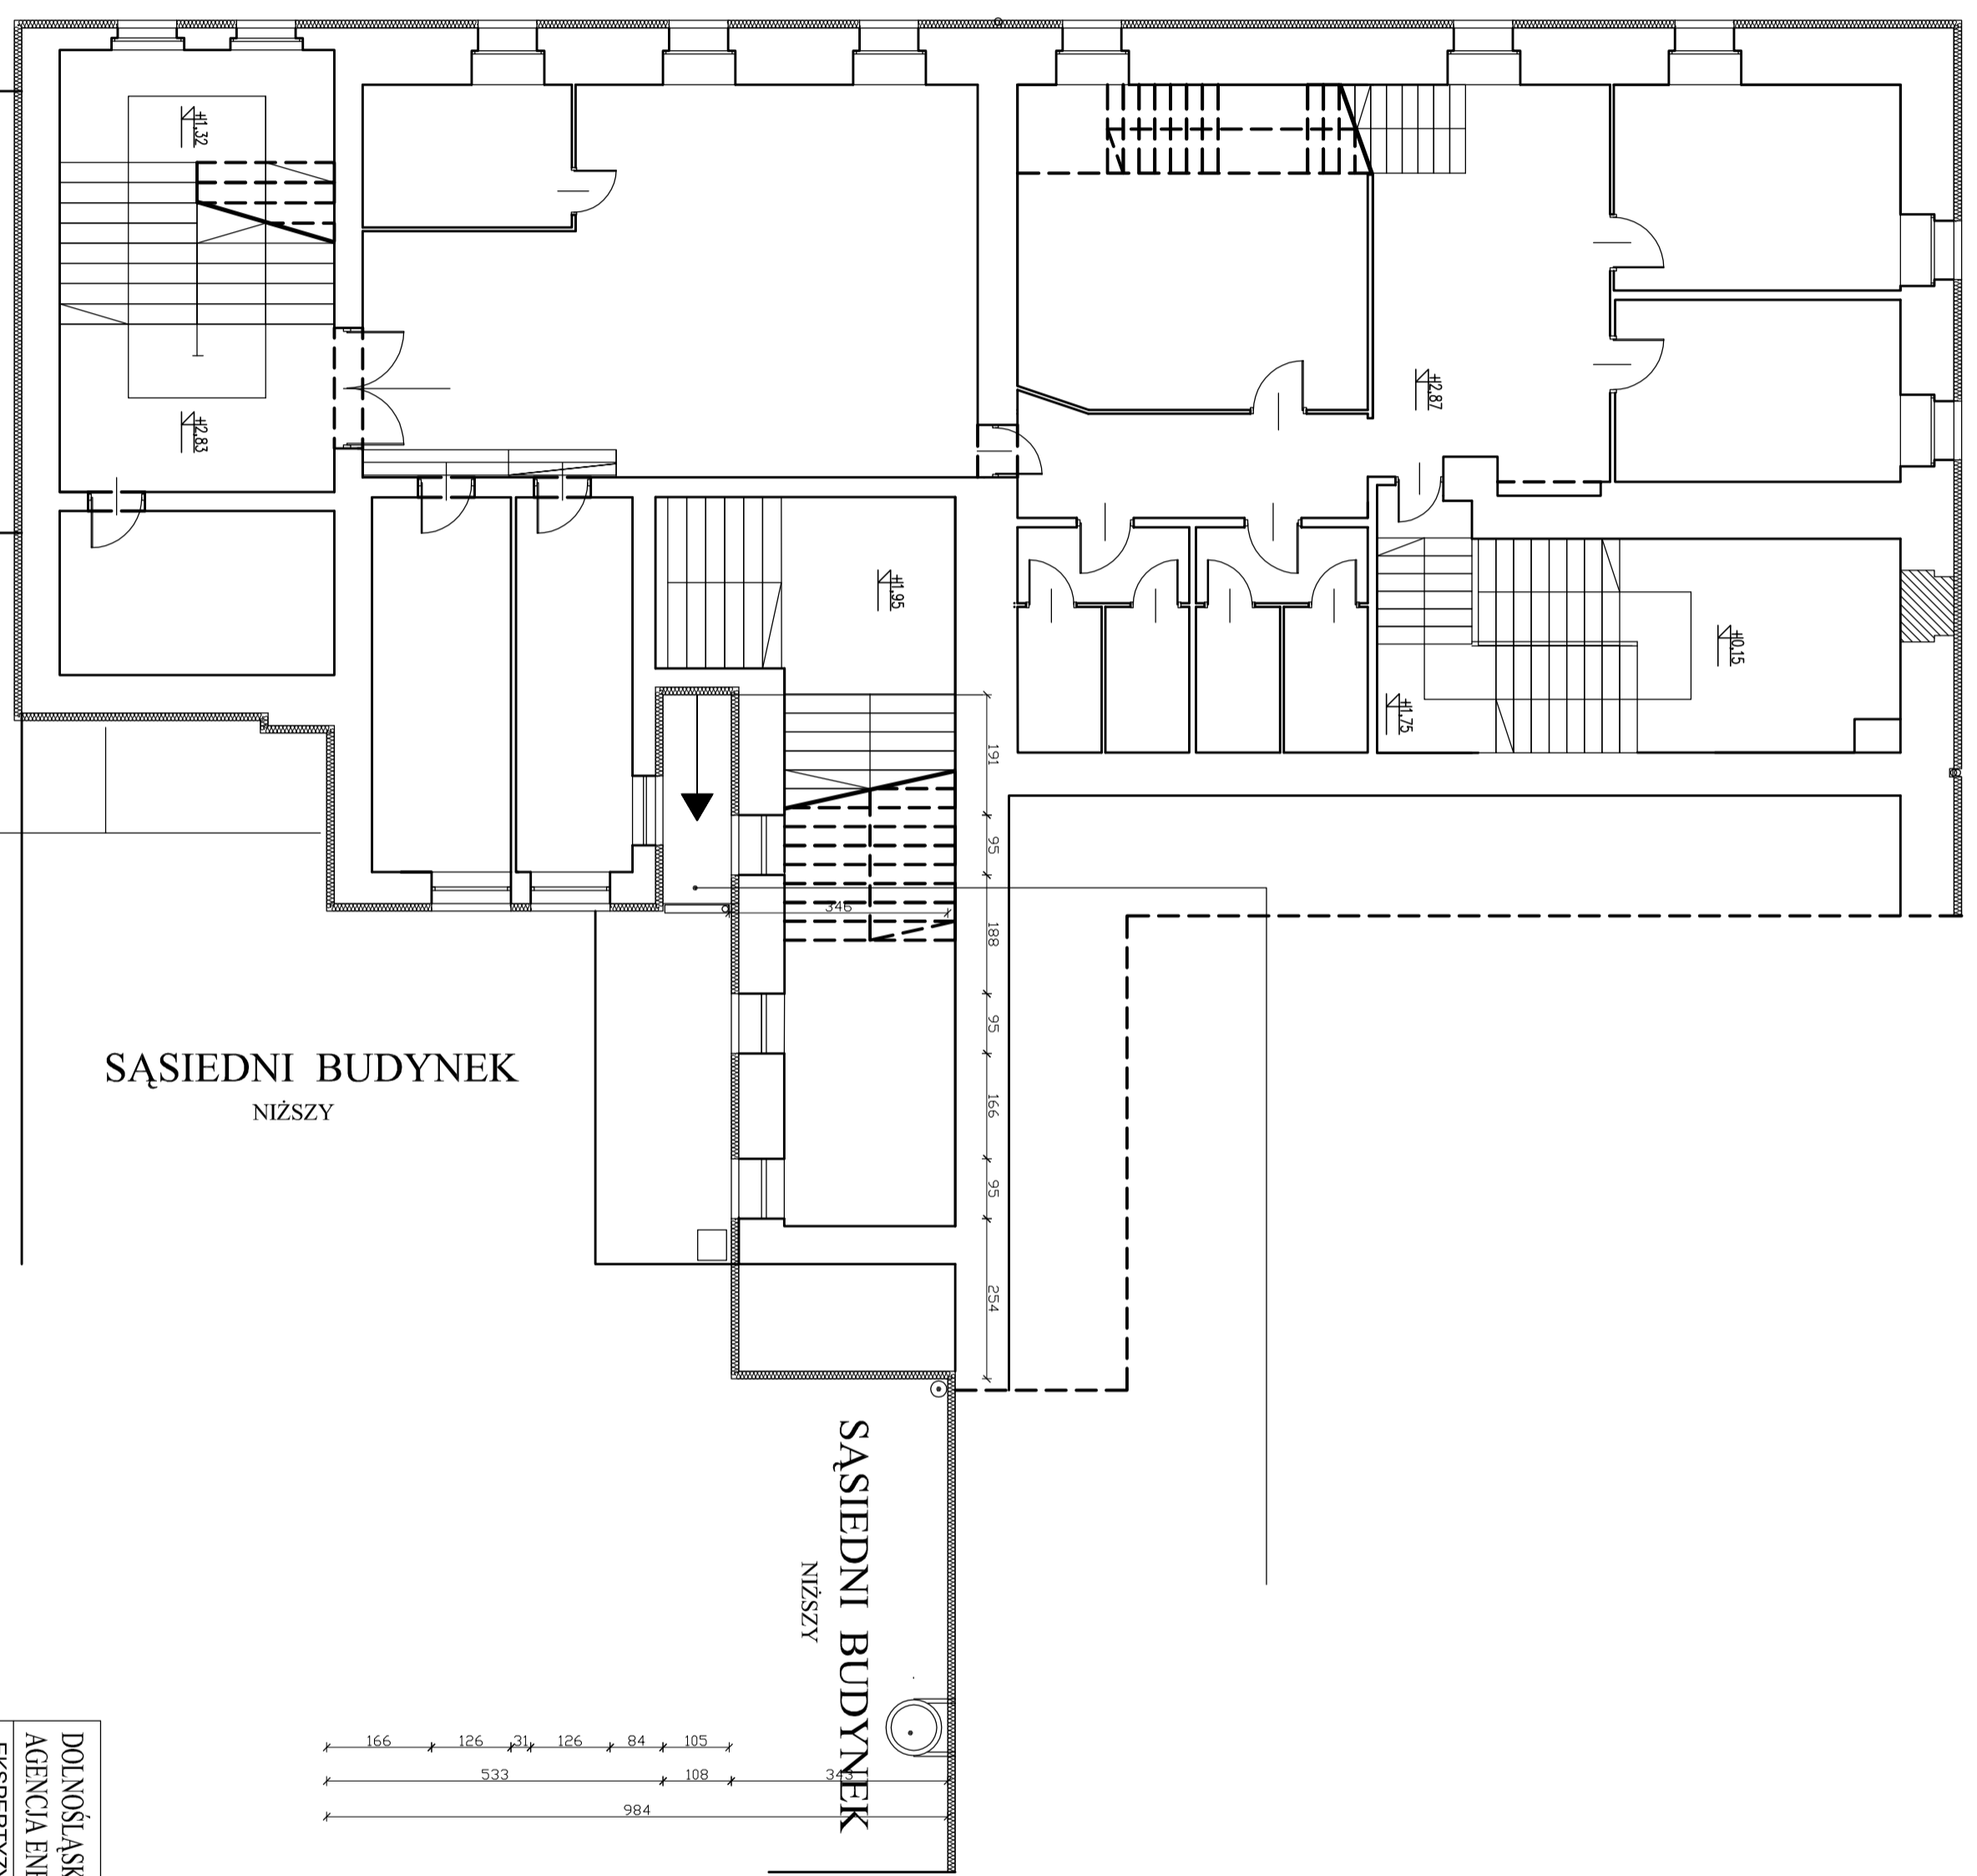 +1,32
+2,83
+2,87
+1,95
+0,15
+1,75
191
95
188
95
166
95
254
346
SĄSIEDNI BUDYNEK
NIŻSZY
SĄSIEDNI BUDYNEK
NIŻSZY
166 126 31 126 84 105
533 108 343
984
DOLNOŚLĄSK
AGENCJA ENE